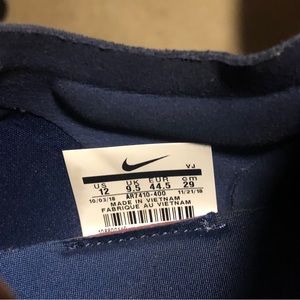 VJ
US UK EUR cm
12 9.5 44.5 29
10/03/18 AR7410-400 11/21/18
MADE IN VIETNAM
FABRIQUE AU VIETNAM